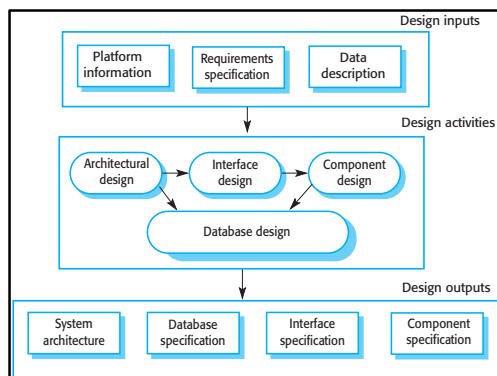 Design inputs
Platform
information
Requirements
specification
Data
description
Design activities
Architectural
design
Interface
design
Component
design
Database design
Design outputs
System
architecture
Database
specification
Interface
specification
Component
specification